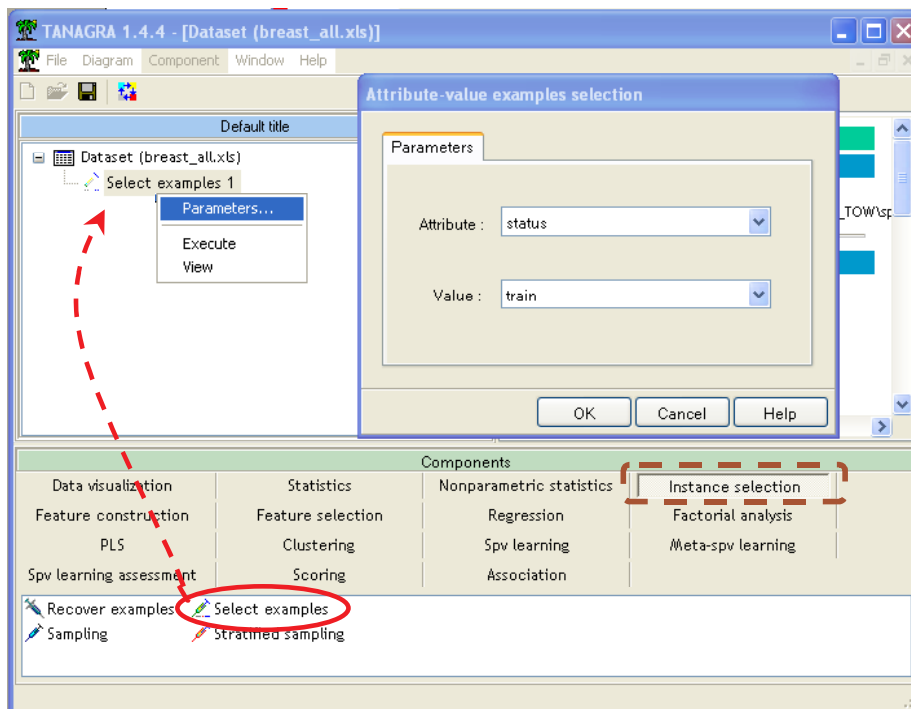 TANAGRA 1.4.4 - [Dataset (breast_all.xls)]
File Diagram Component Window Help
Default title
Dataset (breast_all.xls)
Select examples 1
Parameters...
Execute
View
Attribute-value examples selection
Parameters
Attribute : status
Value : train
OK Cancel Help
_TOW\sp
Components
Data visualization Statistics Nonparametric statistics Instance selection
Feature construction Feature selection Regression Factorial analysis
PLS Clustering Spv learning Meta-spv learning
Spv learning assessment Scoring Association
Recover examples Select examples
Sampling Stratified sampling